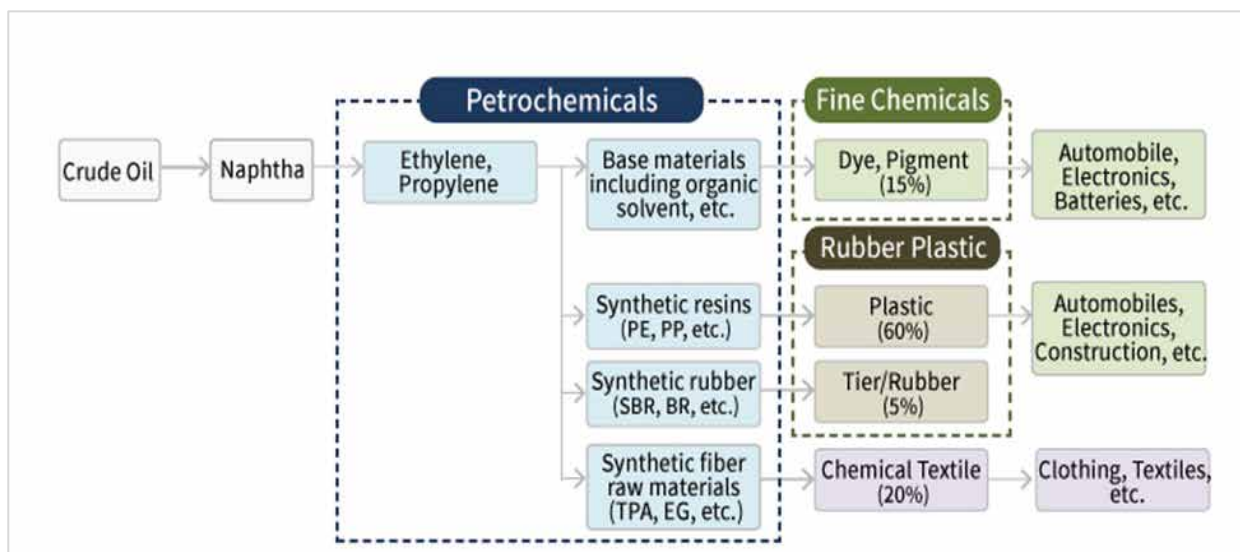 Petrochemicals
Fine Chemicals
Crude Oil
Naphtha
Ethylene,
Propylene
Base materials
including organic
solvent, etc.
Dye, Pigment
(15%)
Automobile,
Electronics,
Batteries, etc.
Rubber Plastic
Synthetic resins
(PE, PP, etc.)
Plastic
(60%)
Automobiles,
Electronics,
Construction, etc.
Synthetic rubber
(SBR, BR, etc.)
Tier/Rubber
(5%)
Synthetic fiber
raw materials
(TPA, EG, etc.)
Chemical Textile
(20%)
Clothing, Textiles,
etc.